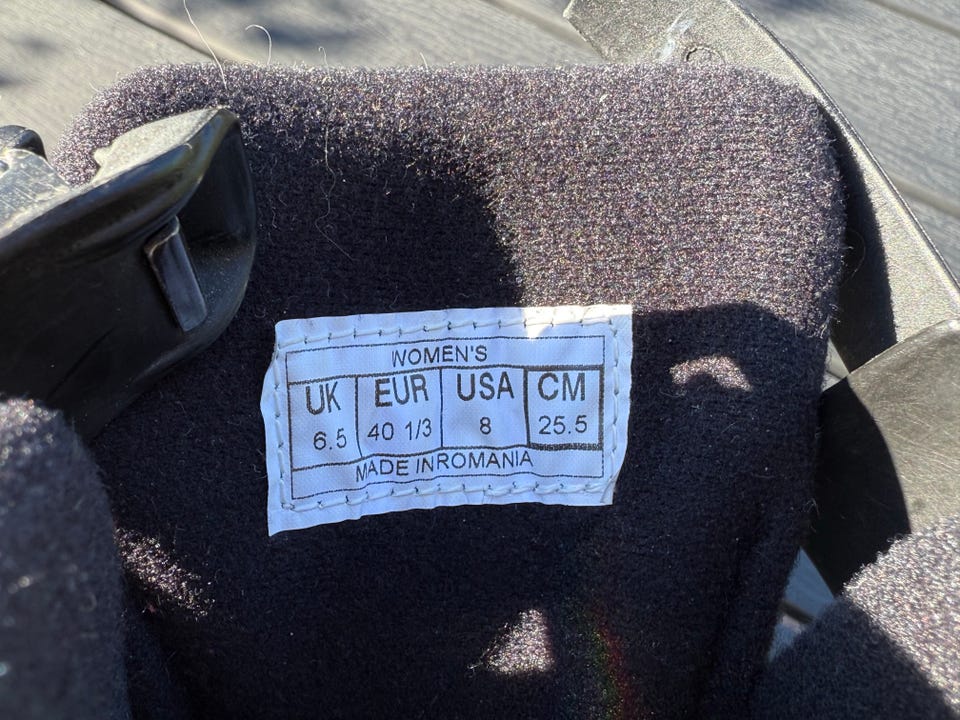 WOMEN'S
UK EUR USA CM
6.5 40 1/3 8 25.5
MADE INROMANIA